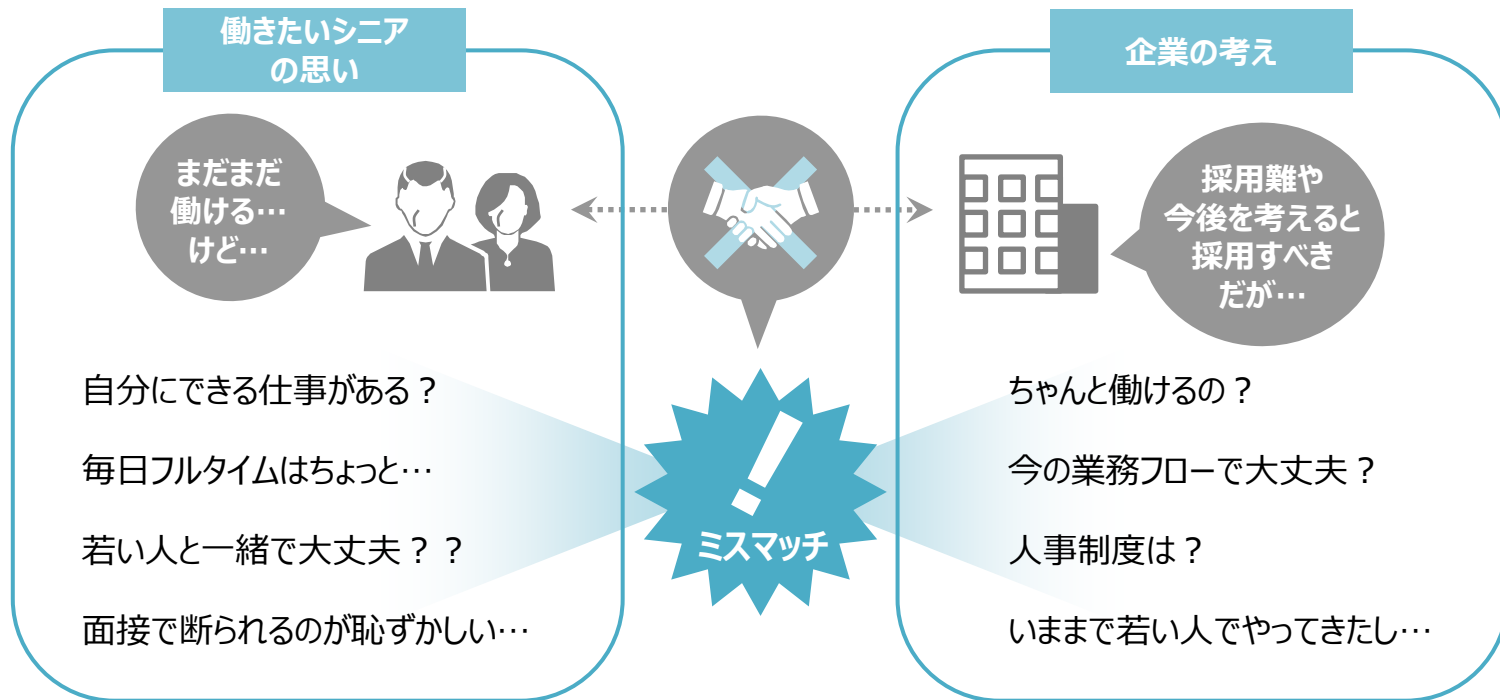 働きたいシニア
の思い
まだまだ
働ける…
けど…
自分にできる仕事がある？
毎日フルタイムはちょっと…
若い人と一緒で大丈夫？？
面接で断られるのが恥ずかしい…
ミスマッチ
企業の考え
採用難や
今後を考えると
採用すべき
だが…
ちゃんと働けるの？
今の業務フローで大丈夫？
人事制度は？
いままで若い人でやってきたし…